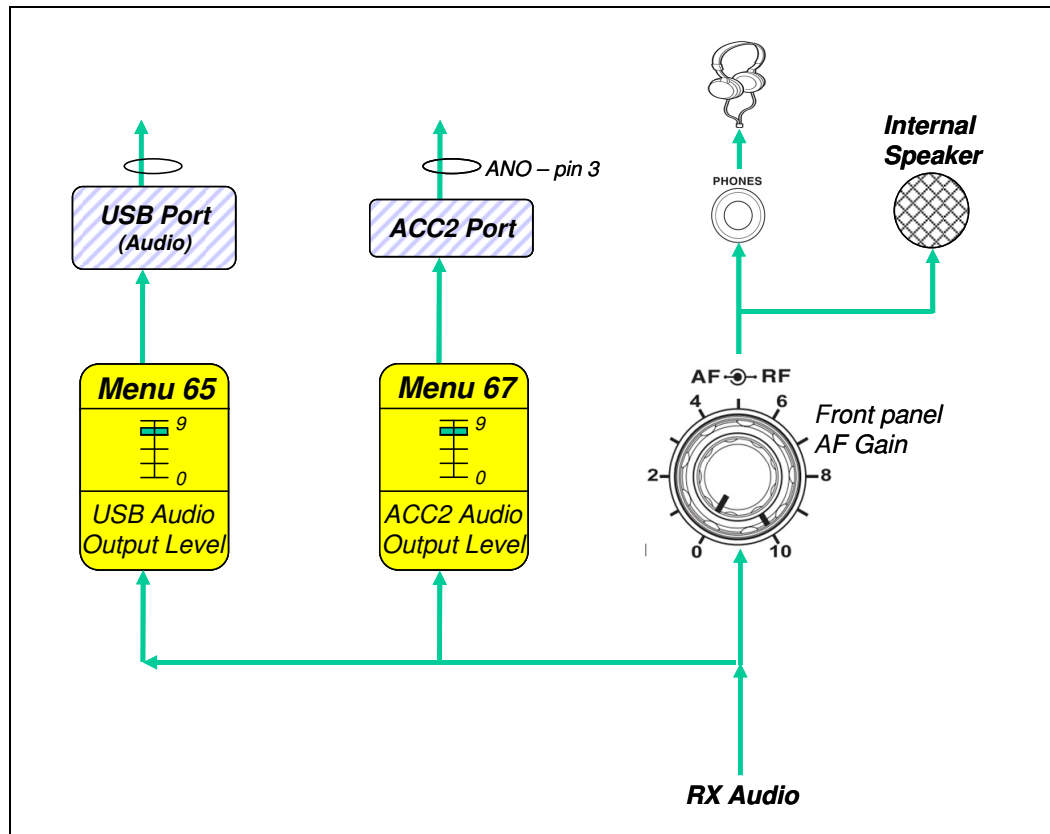 Internal
Speaker
ANO – pin 3
PHONES
USB Port
(Audio)
ACC2 Port
Menu 65
9
0
USB Audio
Output Level
Menu 67
9
0
ACC2 Audio
Output Level
AF RF
4 6
2 8
0 10
Front panel
AF Gain
RX Audio